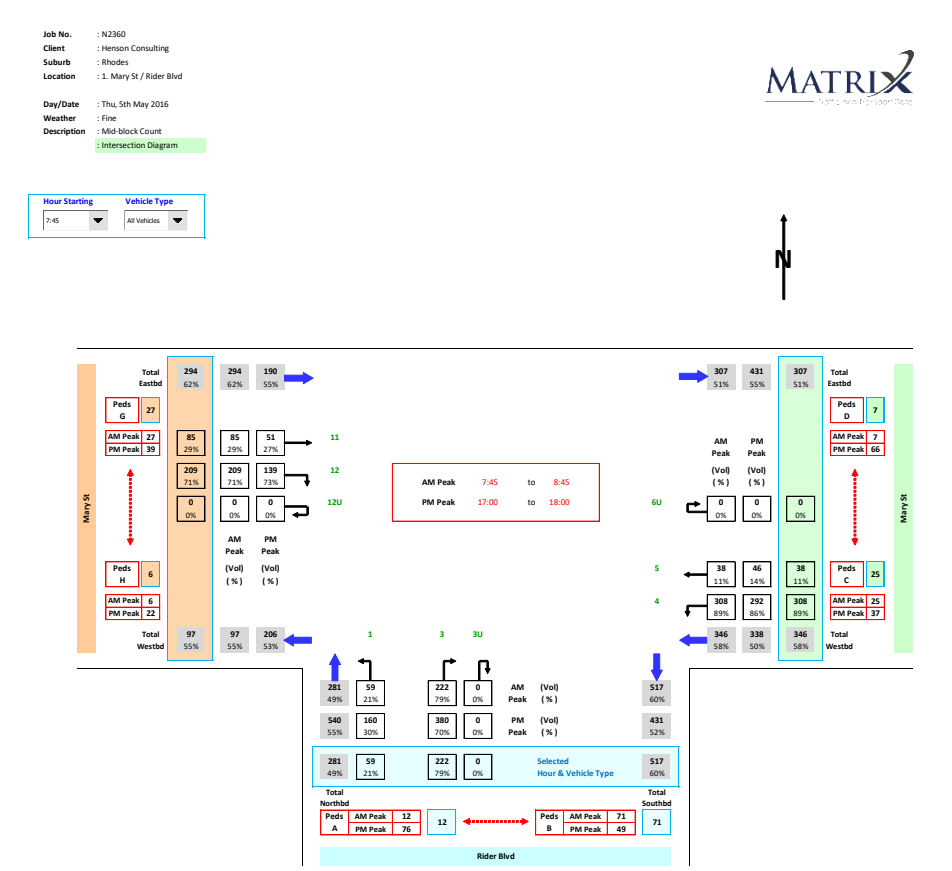 Job No. : N2360
Client : Henson Consulting
Suburb : Rhodes
Location : 1. Mary St / Rider Blvd
MATRIX
Traffic and Transport Data
Day/Date : Thu, 5th May 2016
Weather : Fine
Description : Mid-block Count
: Intersection Diagram
Hour Starting Vehicle Type
7:45 All Vehicles
N
Total Eastbd 294 294 190 307 431 307 Total Eastbd
62% 62% 55% 51% 55% 51%
Peds G 27 Peds D 7
AM Peak 27 85 85 51 11 AM Peak 7
PM Peak 39 29% 29% 27% AM Peak PM Peak PM Peak 66
209 209 139 12 (Vol) (Vol)
71% 71% 73% (%) (%)
AM Peak 7:45 to 8:45
PM Peak 17:00 to 18:00
0 0 0 12U 6U 0 0 0
0% 0% 0% 0% 0% 0%
Mary St Mary St
AM Peak PM Peak
(Vol) (Vol)
(%) (%)
Peds H 6 5 38 46 38 Peds C 25
11% 14% 11%
AM Peak 6 4 308 292 308 AM Peak 25
PM Peak 22 89% 86% 89% PM Peak 37
Total Westbd 97 97 206 1 3 3U 346 338 346 Total Westbd
55% 55% 53% 58% 50% 58%
281 59 222 0 AM (Vol) 517
49% 21% 79% 0% Peak (%) 60%
540 160 380 0 PM (Vol) 431
55% 30% 70% 0% Peak (%) 52%
281 59 222 0 Selected 517
49% 21% 79% 0% Hour & Vehicle Type 60%
Total Northbd Total Southbd
Peds A AM Peak 12 12 Peds B AM Peak 71 71
PM Peak 76 PM Peak 49
Rider Blvd